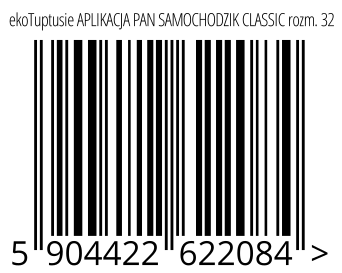 ekoTuptusie APLIKACJA PAN SAMOCHODZIK CLASSIC rozm. 32
5 904422 622084 >